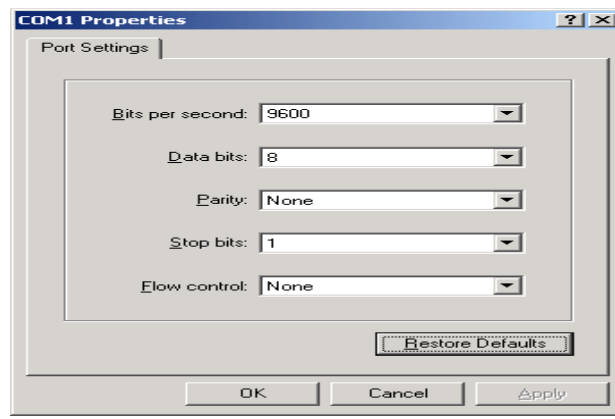 COM1 Properties
Port Settings
Bits per second: 9600
Data bits: 8
Parity: None
Stop bits: 1
Flow control: None
Restore Defaults
OK Cancel Apply